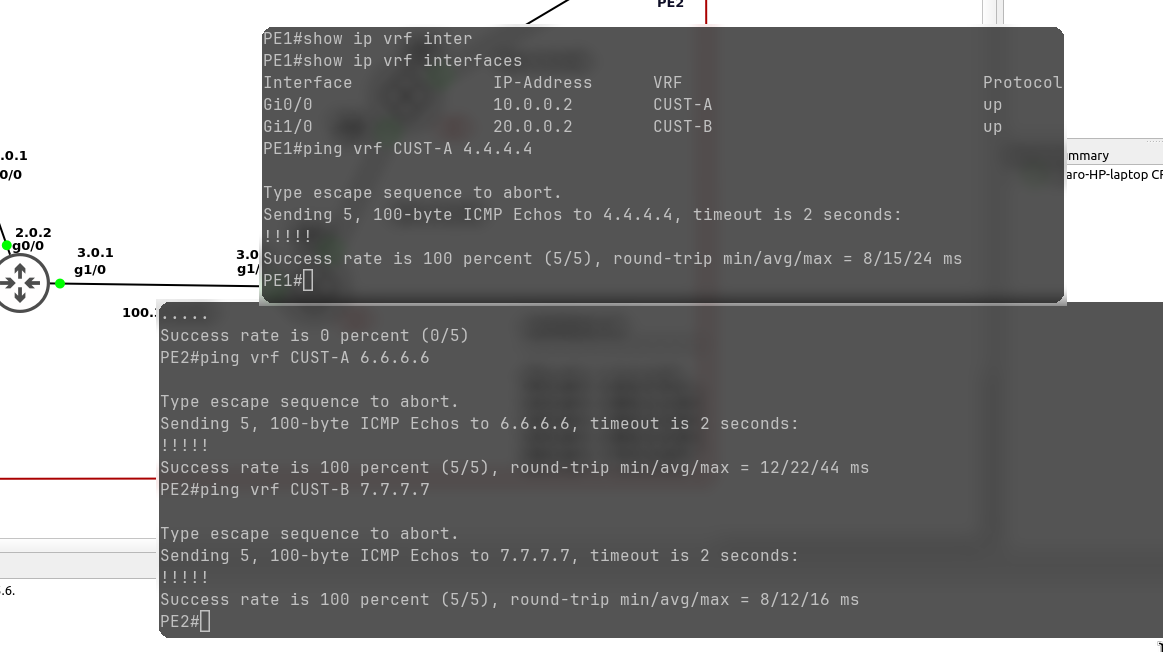 PE2
PE1#show ip vrf inter
PE1#show ip vrf interfaces
Interface IP-Address VRF Protocol
Gi0/0 10.0.0.2 CUST-A up
Gi1/0 20.0.0.2 CUST-B up
PE1#ping vrf CUST-A 4.4.4.4
Type escape sequence to abort.
Sending 5, 100-byte ICMP Echos to 4.4.4.4, timeout is 2 seconds:
!!!!!
Success rate is 100 percent (5/5), round-trip min/avg/max = 8/15/24 ms
PE1#
.0.1
0/0
2.0.2
g0/0
3.0.1
g1/0
3.0
g1/
100.
mmary
aro-HP-laptop CP
.....
Success rate is 0 percent (0/5)
PE2#ping vrf CUST-A 6.6.6.6
Type escape sequence to abort.
Sending 5, 100-byte ICMP Echos to 6.6.6.6, timeout is 2 seconds:
!!!!!
Success rate is 100 percent (5/5), round-trip min/avg/max = 12/22/44 ms
PE2#ping vrf CUST-B 7.7.7.7
Type escape sequence to abort.
Sending 5, 100-byte ICMP Echos to 7.7.7.7, timeout is 2 seconds:
!!!!!
Success rate is 100 percent (5/5), round-trip min/avg/max = 8/12/16 ms
PE2#
.6.